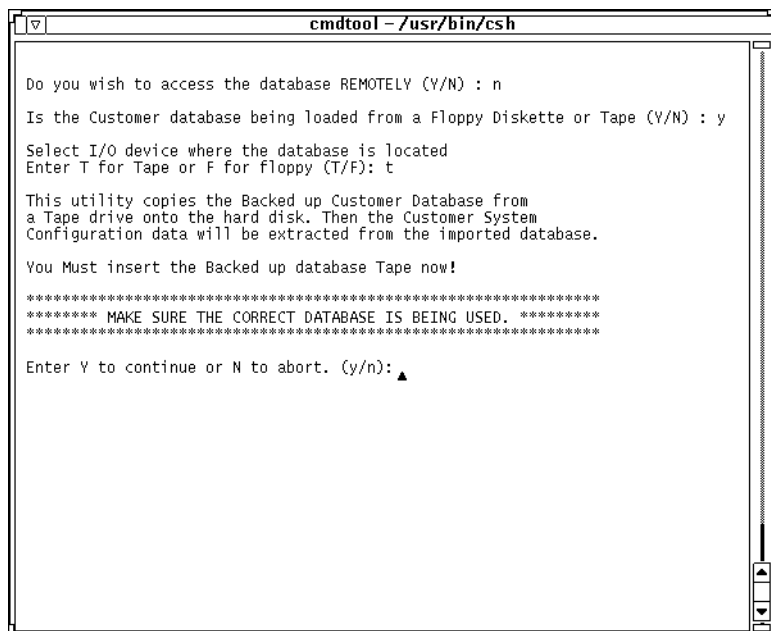 cmdtool – /usr/bin/csh
Do you wish to access the database REMOTELY (Y/N) : n
Is the Customer database being loaded from a Floppy Diskette or Tape (Y/N) : y
Select I/O device where the database is located
Enter T for Tape or F for floppy (T/F): t
This utility copies the Backed up Customer Database from
a Tape drive onto the hard disk. Then the Customer System
Configuration data will be extracted from the imported database.
You Must insert the Backed up database Tape now!
****************************************************************
******** MAKE SURE THE CORRECT DATABASE IS BEING USED. *********
****************************************************************
Enter Y to continue or N to abort. (y/n):